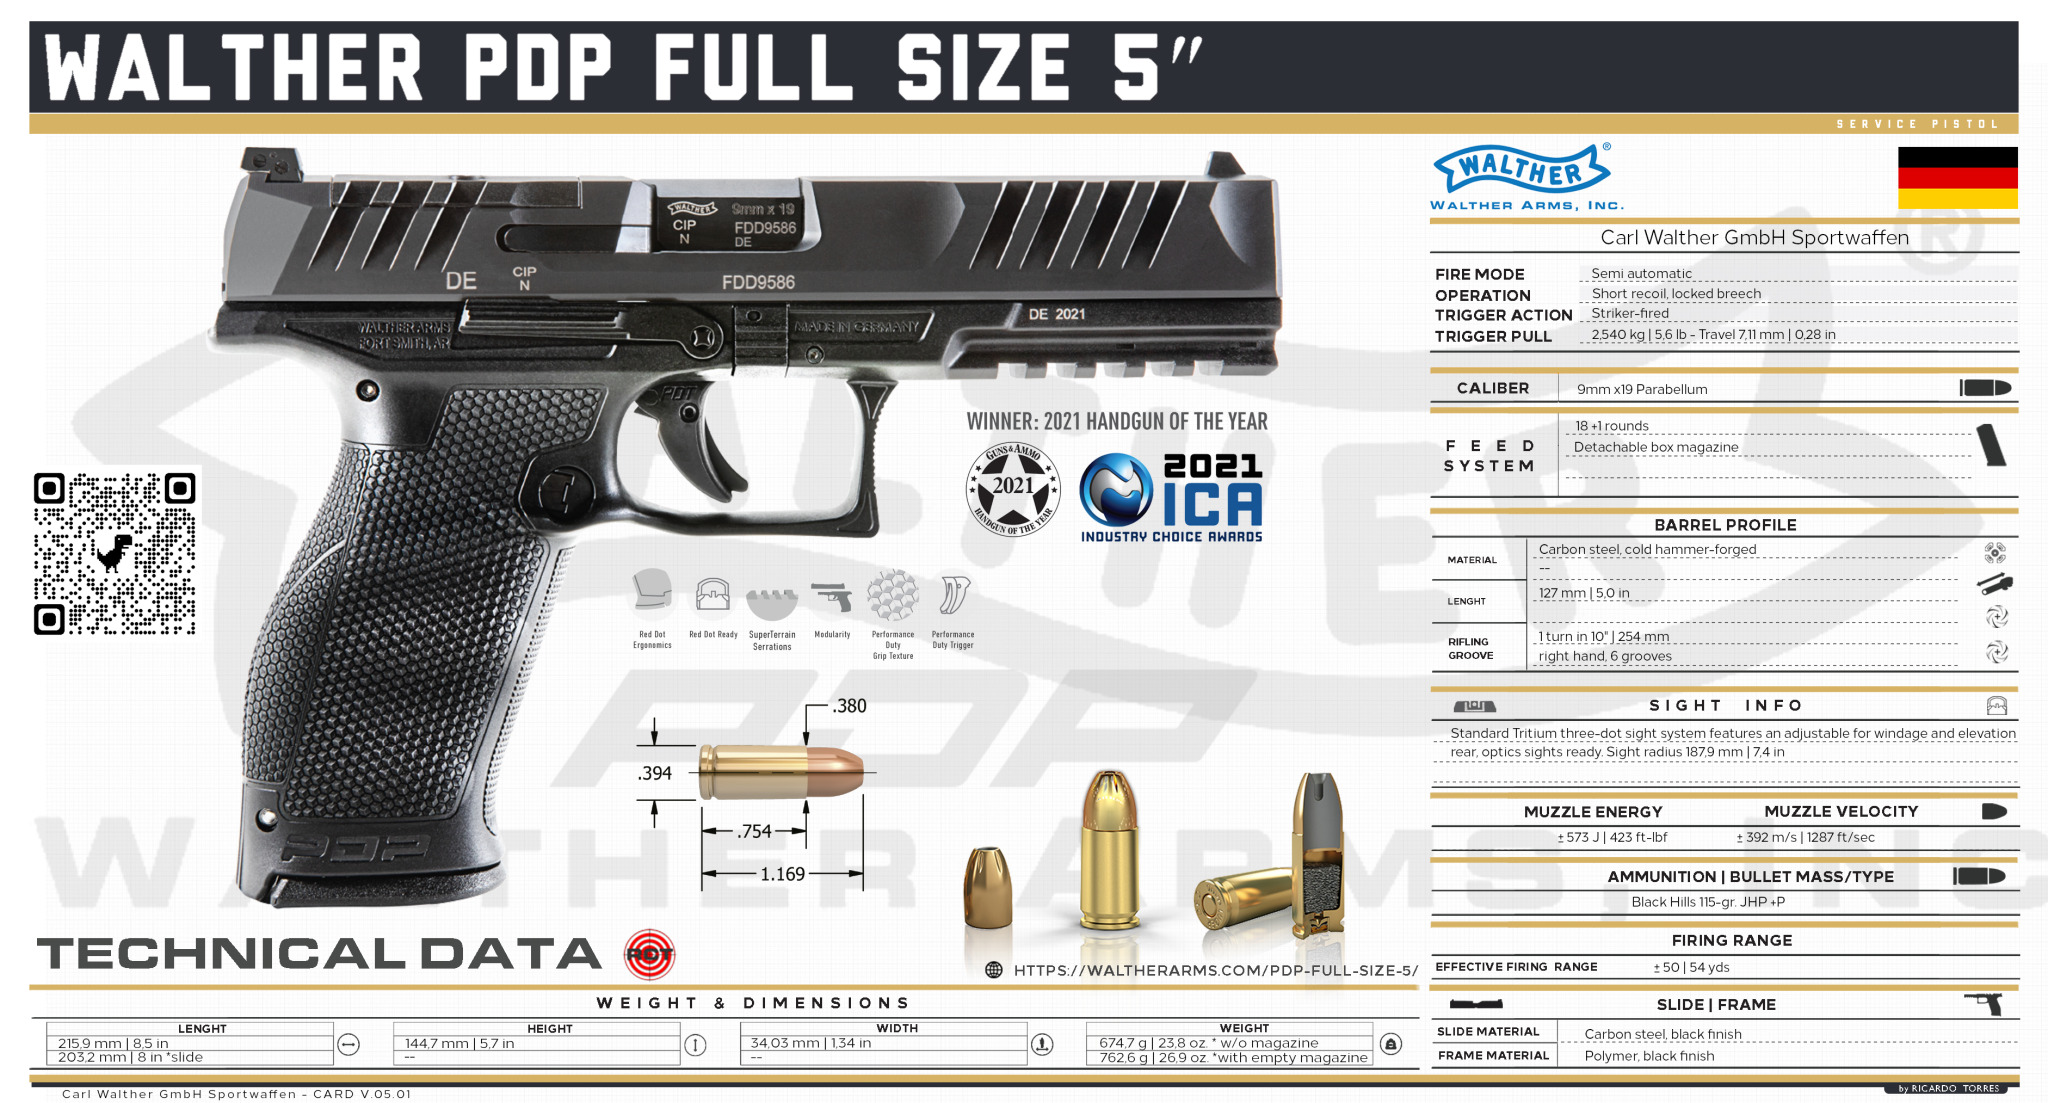 WALTHER PDP FULL SIZE 5"
SERVICE PISTOL
WALTHER
9mm x 19
CIP
N
FDD9586
DE
DE
CIP
N
FDD9586
DE 2021
WALTHER ARMS
FORT SMITH, AR
MADE IN GERMANY
PDT
PDP
WINNER: 2021 HANDGUN OF THE YEAR
GUNS & AMMO
2021
HANDGUN OF THE YEAR
2021
ICA
INDUSTRY CHOICE AWARDS
Red Dot
Ergonomics
Red Dot Ready
SuperTerrain
Serrations
Modularity
Performance
Duty
Grip Texture
Performance
Duty Trigger
.380
.394
.754
1.169
HTTPS://WALTHERARMS.COM/PDP-FULL-SIZE-5/
TECHNICAL DATA
RDT
WEIGHT & DIMENSIONS
LENGHT
215,9 mm | 8,5 in
203,2 mm | 8 in *slide
HEIGHT
144,7 mm | 5,7 in
--
WIDTH
34,03 mm | 1,34 in
--
WEIGHT
674,7 g | 23,8 oz. * w/o magazine
762,6 g | 26,9 oz. *with empty magazine
Carl Walther GmbH Sportwaffen - CARD V.05.01
WALTHER ®
WALTHER ARMS, INC.
Carl Walther GmbH Sportwaffen
FIRE MODE Semi automatic
OPERATION Short recoil, locked breech
TRIGGER ACTION Striker-fired
TRIGGER PULL 2,540 kg | 5,6 lb - Travel 7,11 mm | 0,28 in
CALIBER 9mm x19 Parabellum
FEED
SYSTEM
18 +1 rounds
Detachable box magazine
BARREL PROFILE
MATERIAL Carbon steel, cold hammer-forged
--
LENGHT 127 mm | 5,0 in
RIFLING
GROOVE
1 turn in 10" | 254 mm
right hand, 6 grooves
SIGHT INFO
Standard Tritium three-dot sight system features an adjustable for windage and elevation
rear, optics sights ready. Sight radius 187,9 mm | 7,4 in
MUZZLE ENERGY MUZZLE VELOCITY
± 573 J | 423 ft-lbf ± 392 m/s | 1287 ft/sec
AMMUNITION | BULLET MASS/TYPE
Black Hills 115-gr. JHP +P
FIRING RANGE
EFFECTIVE FIRING RANGE ± 50 | 54 yds
SLIDE | FRAME
SLIDE MATERIAL Carbon steel, black finish
FRAME MATERIAL Polymer, black finish
by RICARDO TORRES
WALTHER ®
PDP
WALTHER ARMS, INC